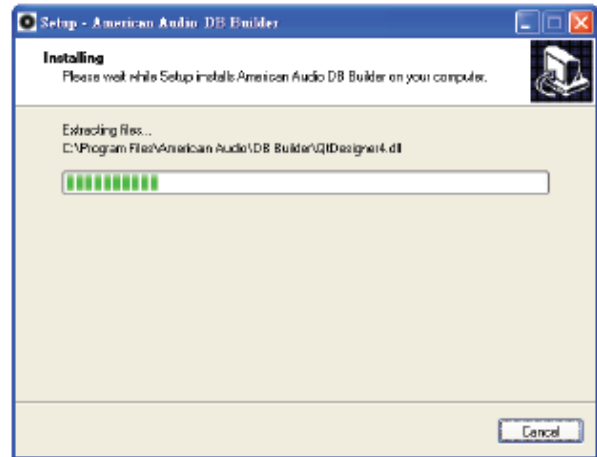 Setup - American Audio DB Builder
Installing
Please wait while Setup installs American Audio DB Builder on your computer.
Extracting files...
C:\Program Files\American Audio\DB Builder\QtDesigner4.dll
Cancel